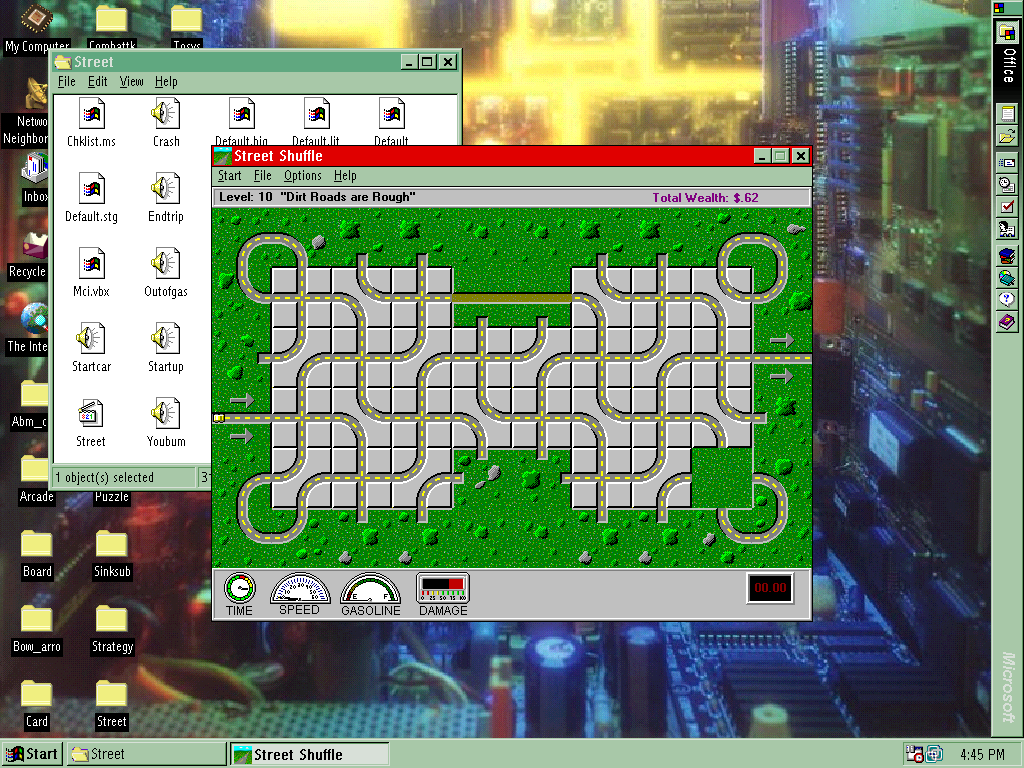 My Computer
Combattk
Tosys
Netwo
Neighbor
Inbox
Recycle
The Inte
Abm_c
Arcade
Puzzle
Board
Sinksub
Bow_arro
Strategy
Card
Street
Street
File Edit View Help
Chklist.ms
Crash
Default.big
Default.lit
Default
Default.stg
Endtrip
Mci.vbx
Outofgas
Startcar
Startup
Street
Youbum
1 object(s) selected
Street Shuffle
Start File Options Help
Level: 10 "Dirt Roads are Rough"
Total Wealth: $.62
TIME
SPEED
E F
GASOLINE
0 25 50 75 100
DAMAGE
00.00
Office
Microsoft
Start
Street
Street Shuffle
4:45 PM